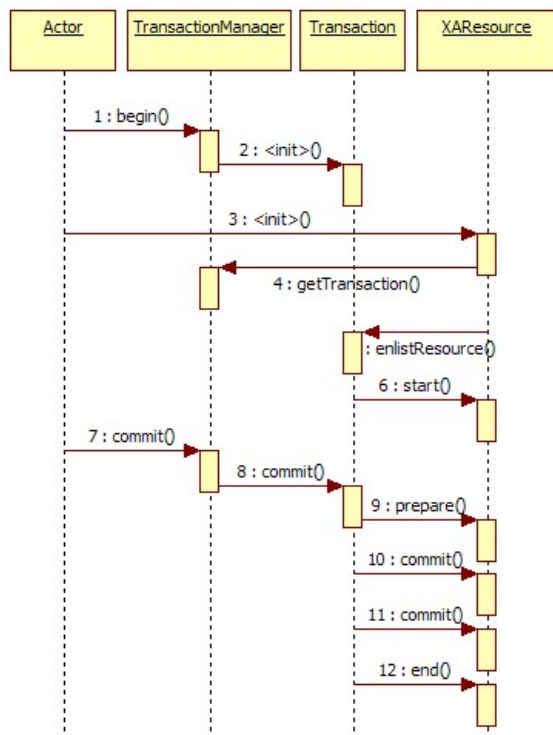 Actor
TransactionManager
Transaction
XAResource
1 : begin()
2 : <init>()
3 : <init>()
4 : getTransaction()
: enlistResource()
6 : start()
7 : commit()
8 : commit()
9 : prepare()
10 : commit()
11 : commit()
12 : end()